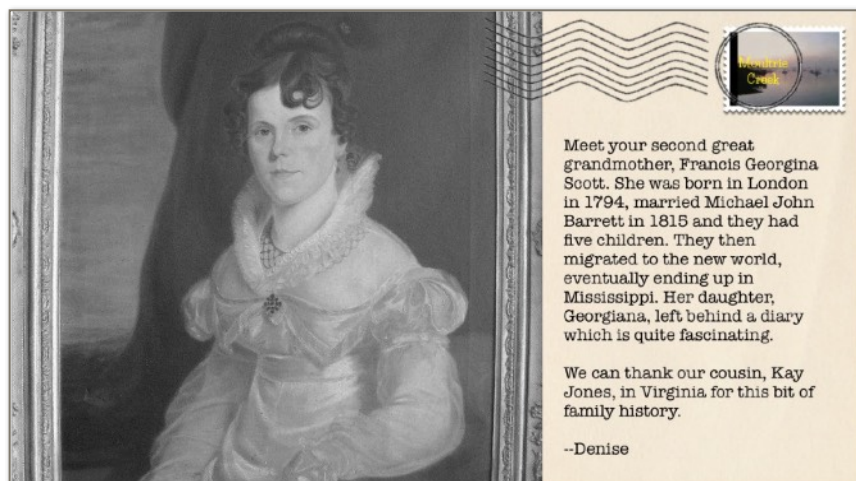 Moultrie
Creek
Meet your second great
grandmother, Francis Georgina
Scott. She was born in London
in 1794, married Michael John
Barrett in 1815 and they had
five children. They then
migrated to the new world,
eventually ending up in
Mississippi. Her daughter,
Georgiana, left behind a diary
which is quite fascinating.
We can thank our cousin, Kay
Jones, in Virginia for this bit of
family history.
--Denise